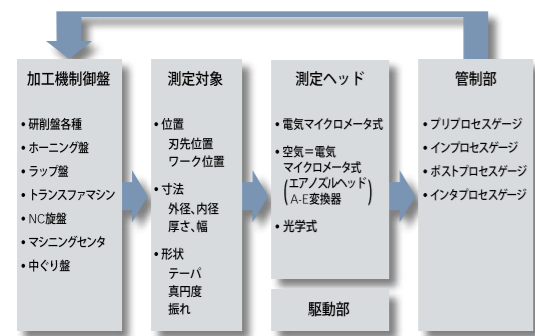 加工機制御盤
•研削盤各種
•ホーニング盤
•ラップ盤
•トランスファマシン
•NC旋盤
•マシニングセンタ
•中ぐり盤
測定対象
•位置
刃先位置
ワーク位置
•寸法
外径、内径
厚さ、幅
•形状
テーパ
真円度
振れ
測定ヘッド
•電気マイクロメータ式
•空気=電気
マイクロメータ式
(エアノズルヘッド
A-E変換器)
•光学式
駆動部
管制部
•プリプロセスゲージ
•インプロセスゲージ
•ポストプロセスゲージ
•インタプロセスゲージ